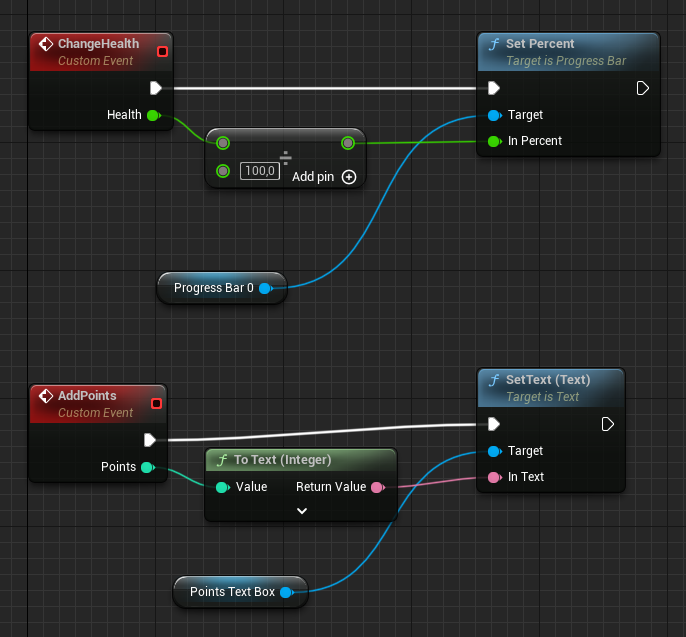 ChangeHealth
Custom Event
Health
100,0
Add pin
f Set Percent
Target is Progress Bar
Target
In Percent
Progress Bar 0
AddPoints
Custom Event
Points
f To Text (Integer)
Value
Return Value
f SetText (Text)
Target is Text
Target
In Text
Points Text Box